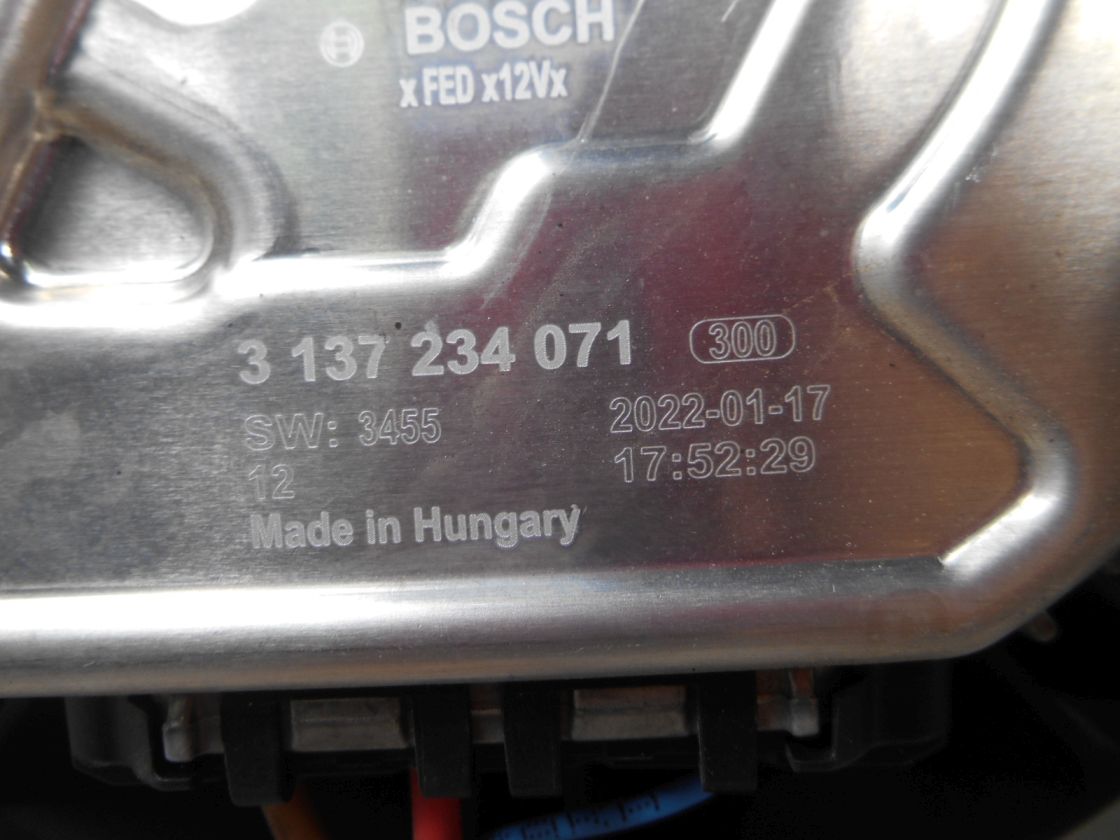 BOSCH
x FED x12Vx
3 137 234 071 300
SW: 3455 2022-01-17
12 17:52:29
Made in Hungary